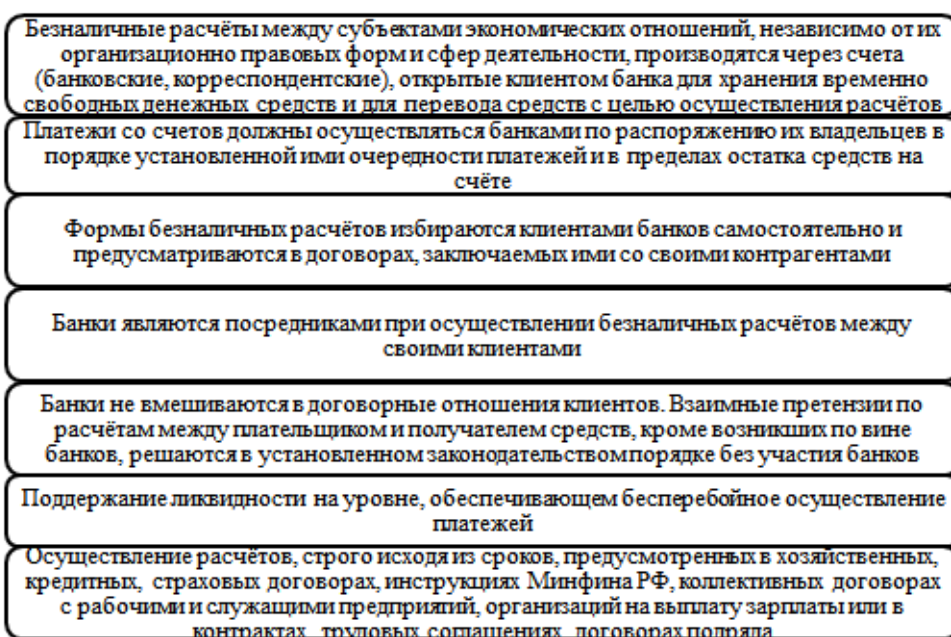 Безналичные расчёты между субъектами экономических отношений, независимо от их
организационно правовых форм и сфер деятельности, производятся через счета
(банковские, корреспондентские), открытые клиентом банка для хранения временно
свободных денежных средств и для перевода средств с целью осуществления расчётов
Платежи со счетов должны осуществляться банками по распоряжению их владельцев в
порядке установленной ими очередности платежей и в пределах остатка средств на
счёте
Формы безналичных расчётов избираются клиентами банков самостоятельно и
предусматриваются в договорах, заключаемых ими со своими контрагентами
Банки являются посредниками при осуществлении безналичных расчётов между
своими клиентами
Банки не вмешиваются в договорные отношения клиентов. Взаимные претензии по
расчётам между плательщиком и получателем средств, кроме возникших по вине
банков, решаются в установленном законодательством порядке без участия банков
Поддержание ликвидности на уровне, обеспечивающем бесперебойное осуществление
платежей
Осуществление расчётов, строго исходя из сроков, предусмотренных в хозяйственных,
кредитных, страховых договорах, инструкциях Минфина РФ, коллективных договорах
с рабочими и служащими предприятий, организаций на выплату зарплаты или в
контрактах, трудовых соглашениях, договорах подряда